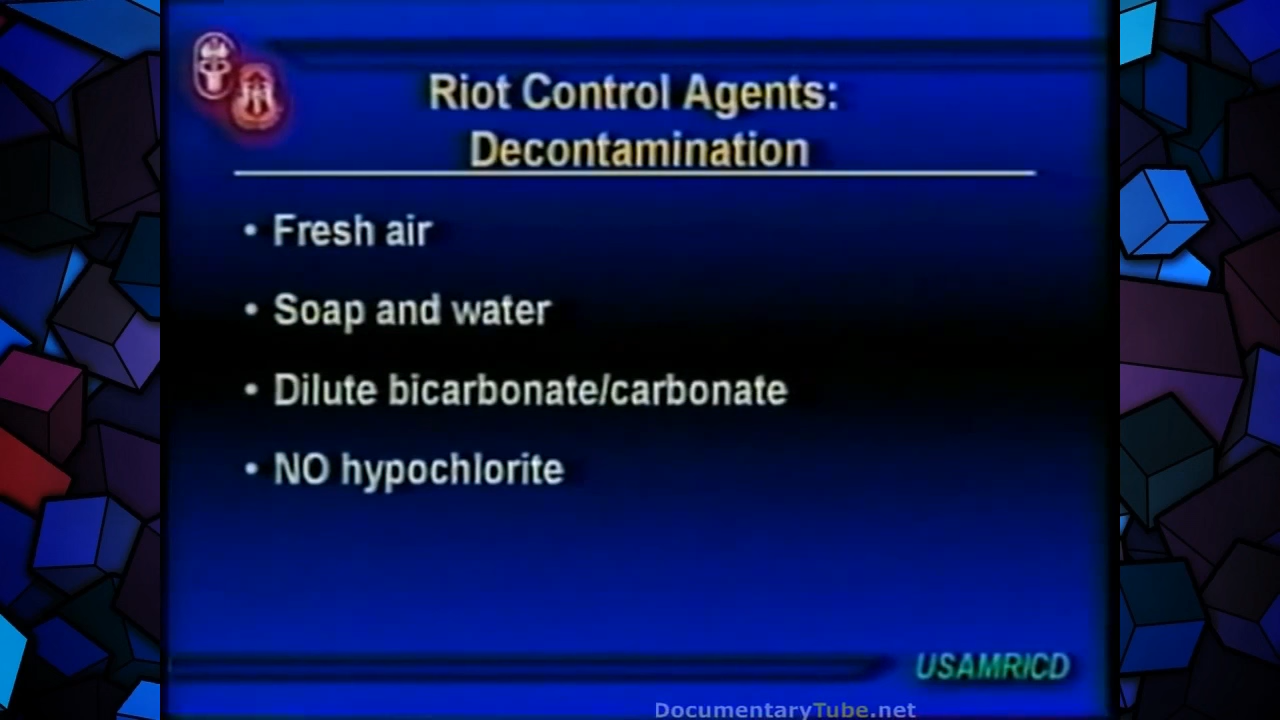 Riot Control Agents:
Decontamination
• Fresh air
• Soap and water
• Dilute bicarbonate/carbonate
• NO hypochlorite
USAMRICD
DocumentaryTube.net